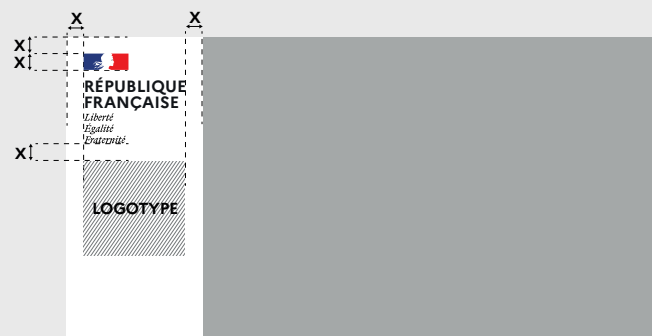 X
X
X
X
RÉPUBLIQUE
FRANÇAISE
Liberté
Égalité
Fraternité
X
LOGOTYPE